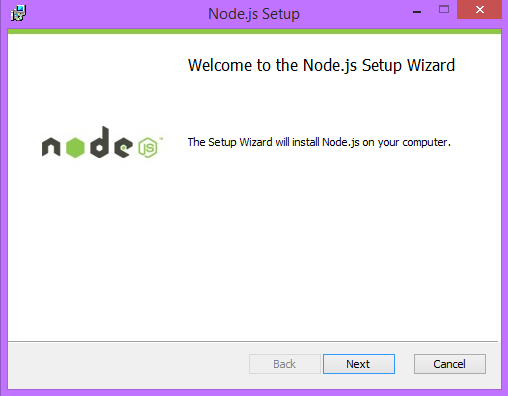 Node.js Setup
Welcome to the Node.js Setup Wizard
node JS™
The Setup Wizard will install Node.js on your computer.
Back
Next
Cancel